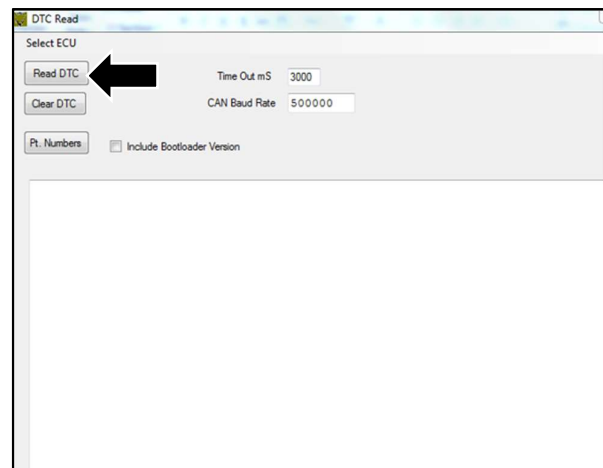 DTC Read
Select ECU
Read DTC
Time Out mS 3000
Clear DTC
CAN Baud Rate 500000
Pt. Numbers
Include Bootloader Version